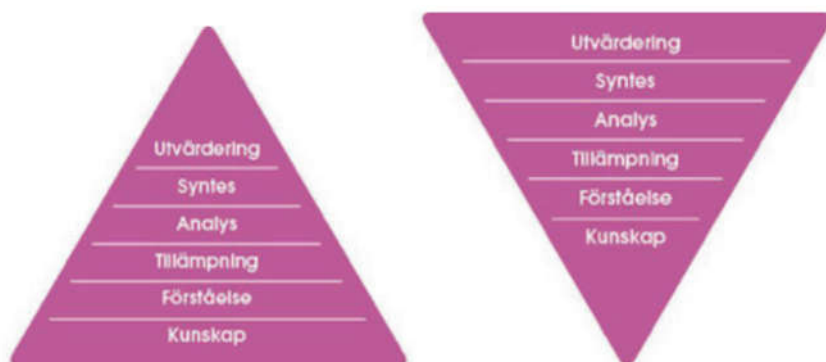 Utvärdering
Syntes
Analys
Tillämpning
Förståelse
Kunskap
Utvärdering
Syntes
Analys
Tillämpning
Förståelse
Kunskap